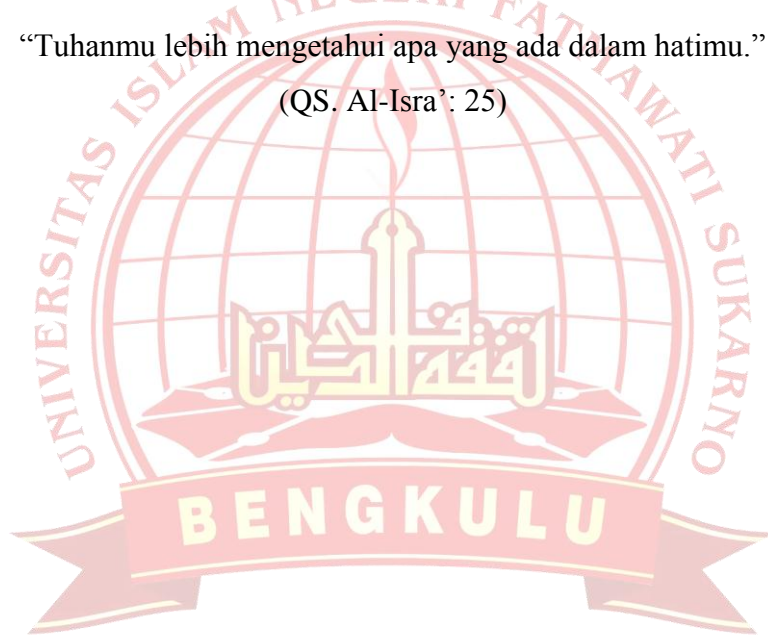 “Tuhanmu lebih mengetahui apa yang ada dalam hatimu.”
(QS. Al-Isra’: 25)
UNIVERSITAS ISLAM NEGERI FATMAWATI SUKARNO
BENGKULU